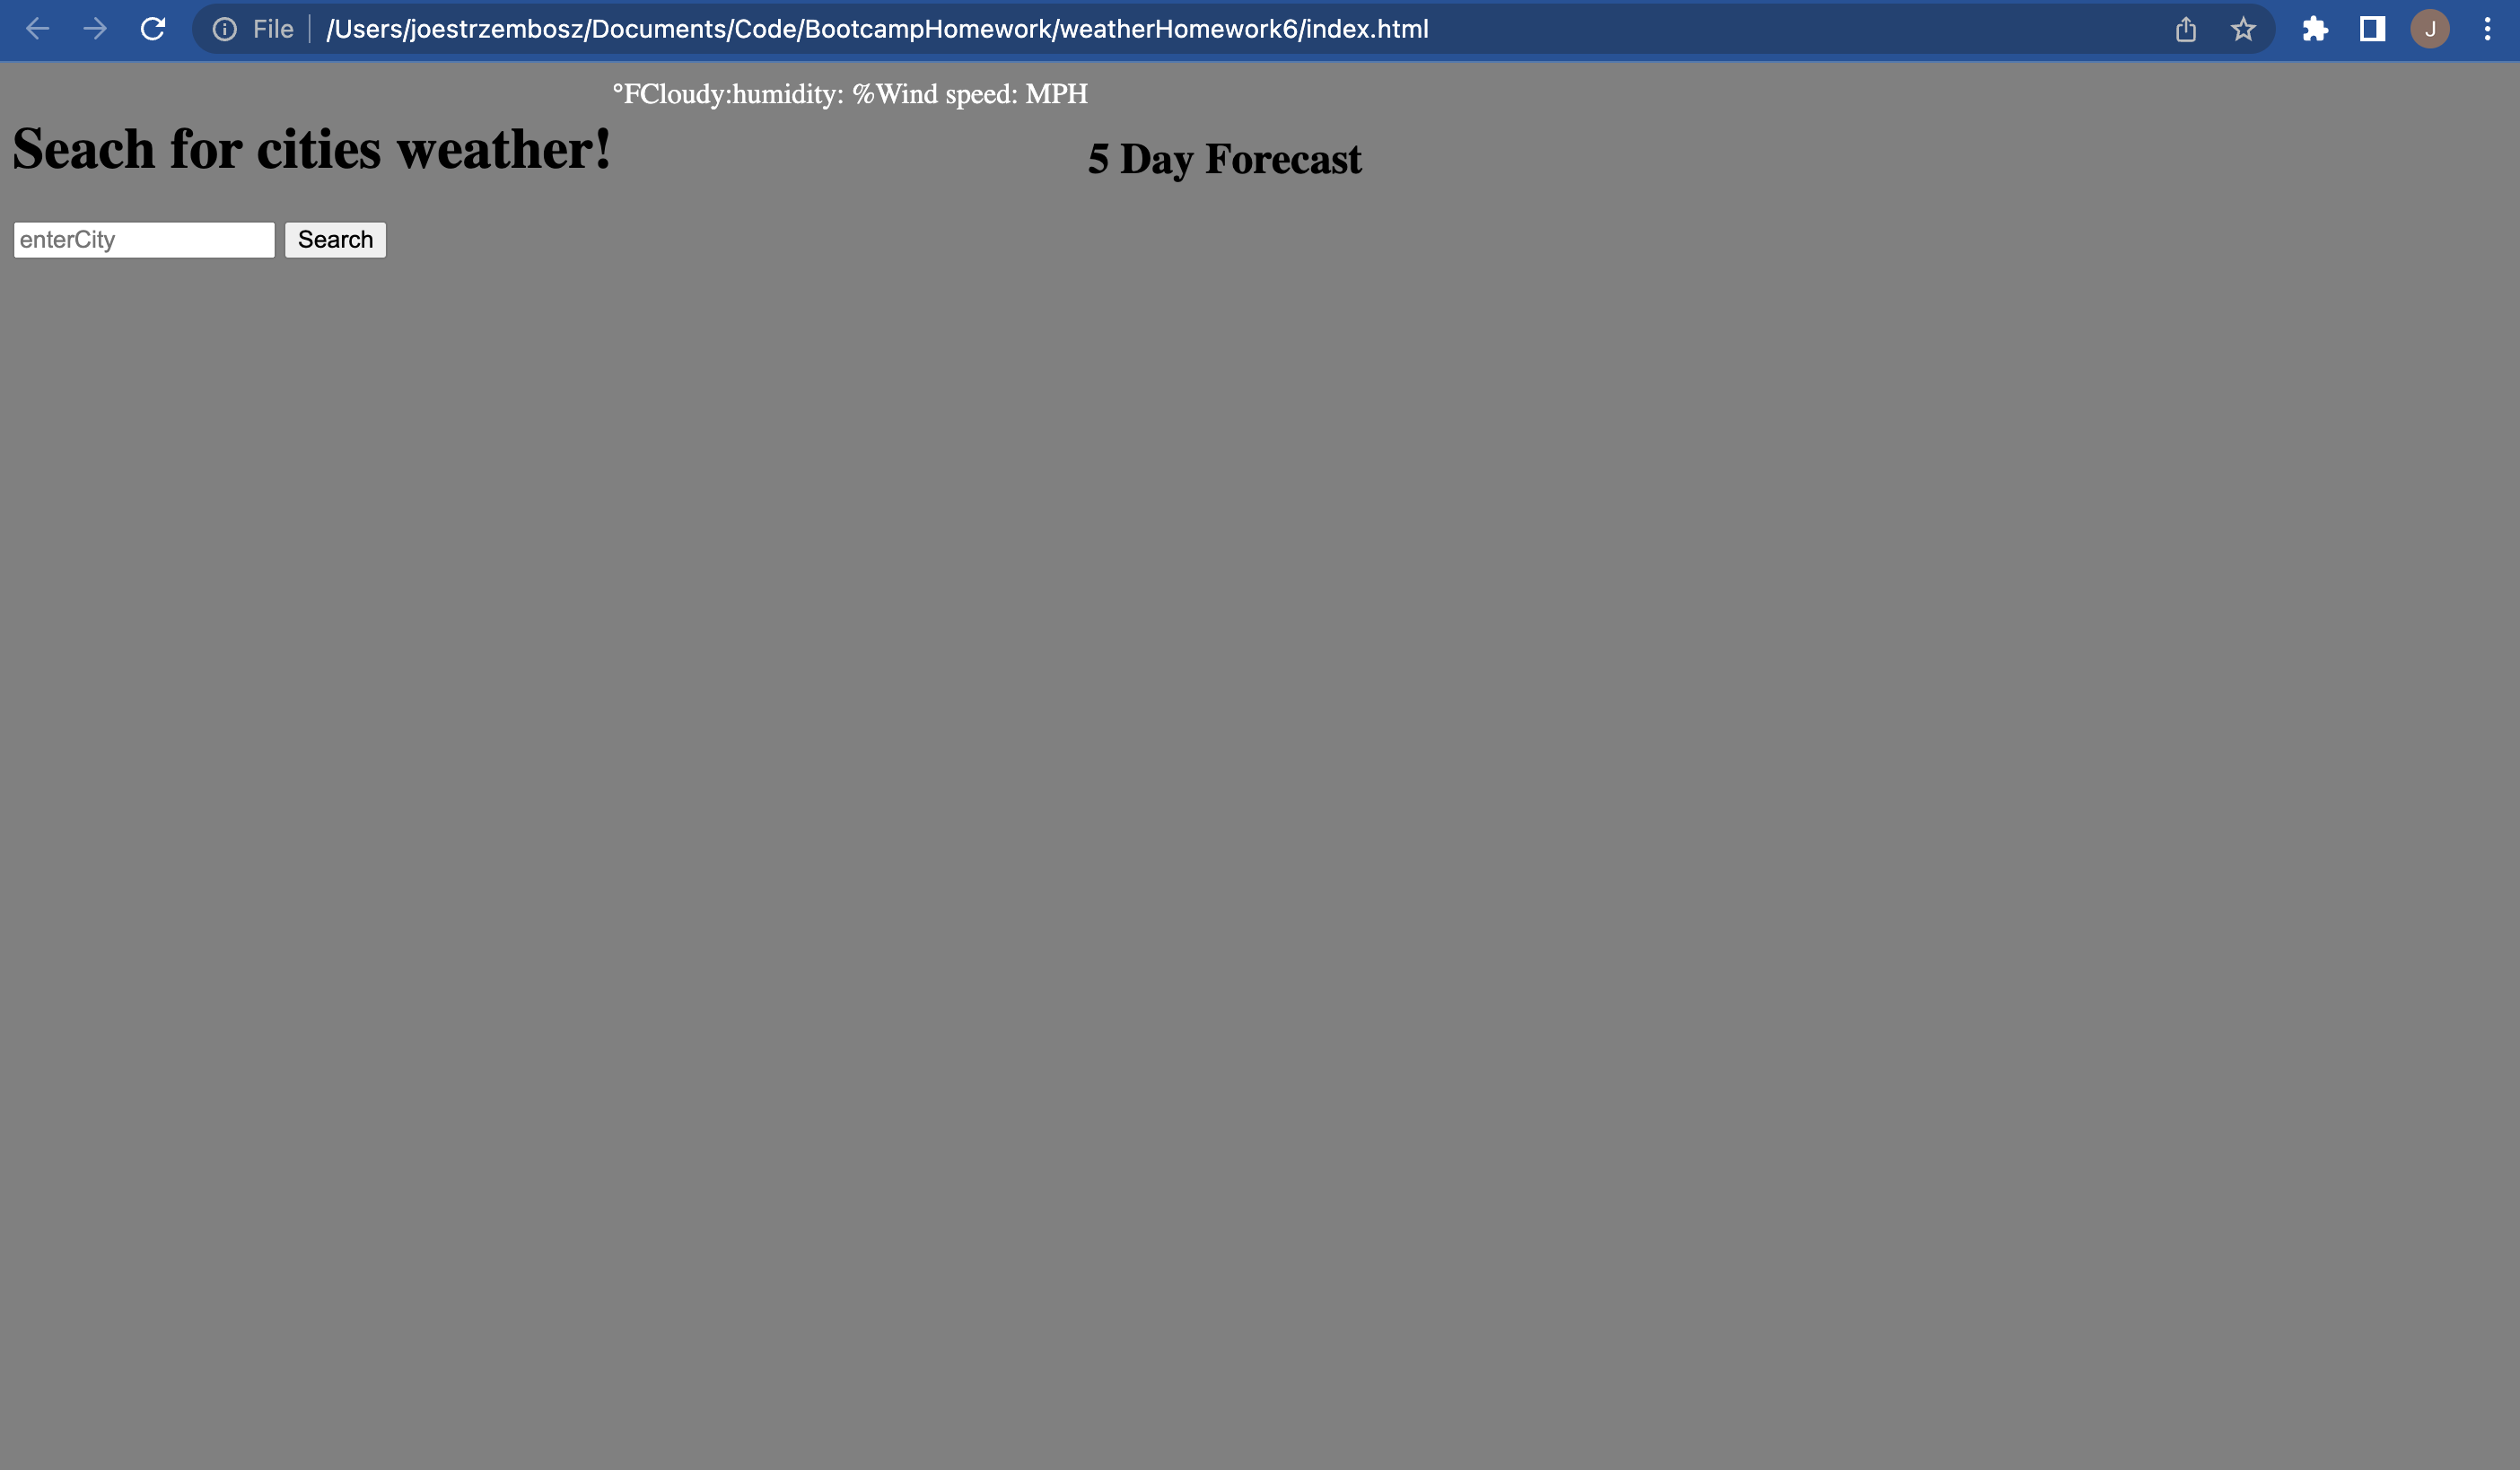 File /Users/joestrzembosz/Documents/Code/BootcampHomework/weatherHomework6/index.html
J
°FCloudy:humidity: %Wind speed: MPH
Seach for cities weather!
5 Day Forecast
enterCity
Search